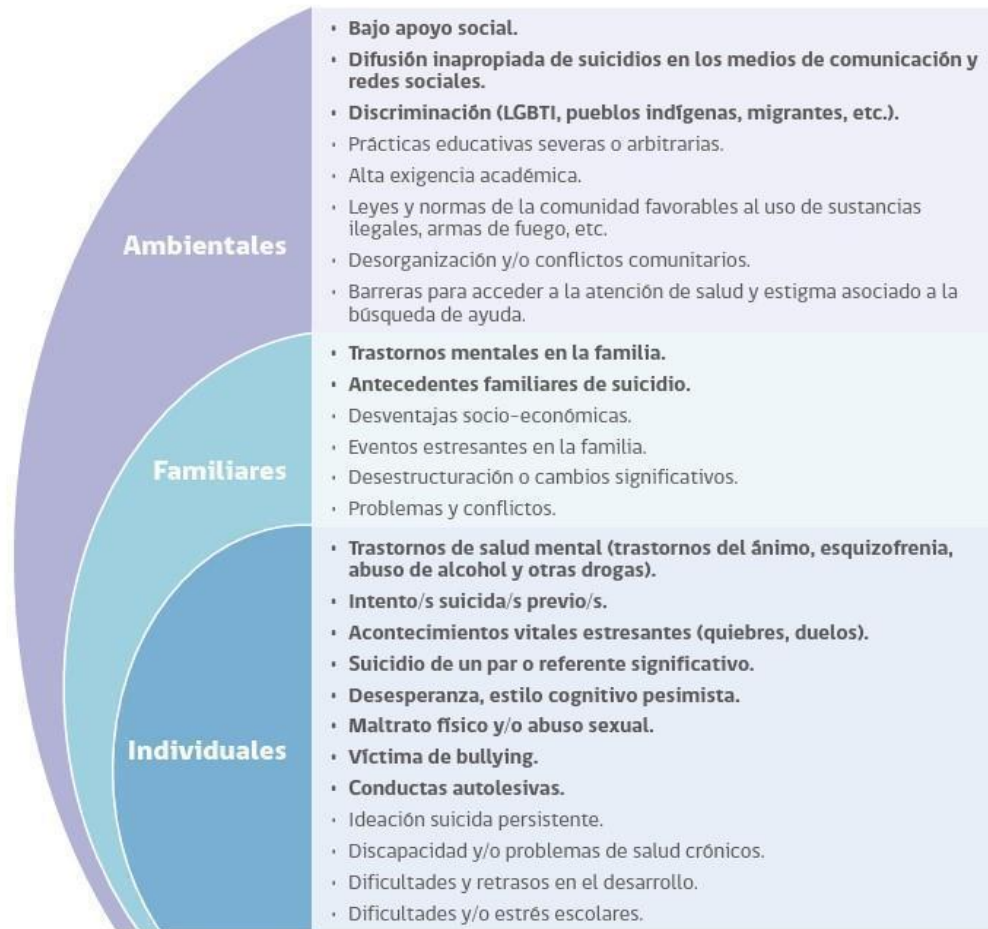 Ambientales
· Bajo apoyo social.
· Difusión inapropiada de suicidios en los medios de comunicación y
redes sociales.
· Discriminación (LGBTI, pueblos indígenas, migrantes, etc.).
· Prácticas educativas severas o arbitrarias.
· Alta exigencia académica.
· Leyes y normas de la comunidad favorables al uso de sustancias
ilegales, armas de fuego, etc.
· Desorganización y/o conflictos comunitarios.
· Barreras para acceder a la atención de salud y estigma asociado a la
búsqueda de ayuda.
Familiares
· Trastornos mentales en la familia.
· Antecedentes familiares de suicidio.
· Desventajas socio-económicas.
· Eventos estresantes en la familia.
· Desestructuración o cambios significativos.
· Problemas y conflictos.
Individuales
· Trastornos de salud mental (trastornos del ánimo, esquizofrenia,
abuso de alcohol y otras drogas).
· Intento/s suicida/s previo/s.
· Acontecimientos vitales estresantes (quiebres, duelos).
· Suicidio de un par o referente significativo.
· Desesperanza, estilo cognitivo pesimista.
· Maltrato físico y/o abuso sexual.
· Víctima de bullying.
· Conductas autolesivas.
· Ideación suicida persistente.
· Discapacidad y/o problemas de salud crónicos.
· Dificultades y retrasos en el desarrollo.
· Dificultades y/o estrés escolares.